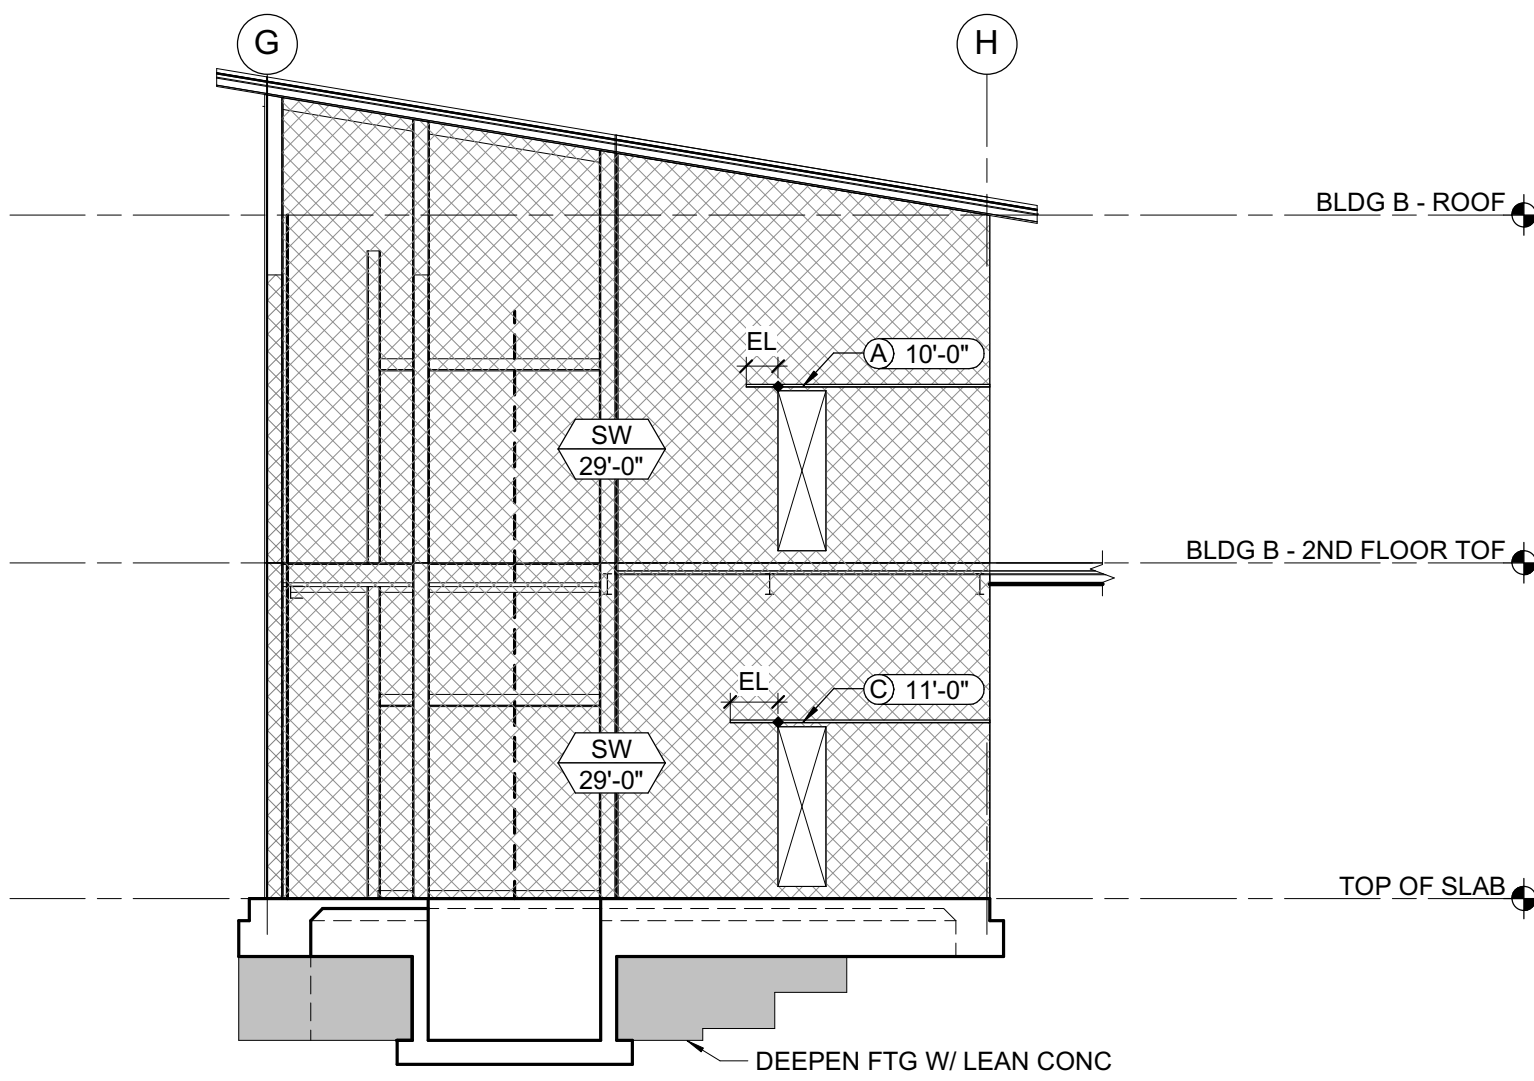 G
H
BLDG B - ROOF
EL
A 10'-0"
SW
29'-0"
BLDG B - 2ND FLOOR TOF
EL
C 11'-0"
SW
29'-0"
TOP OF SLAB
DEEPEN FTG W/ LEAN CONC